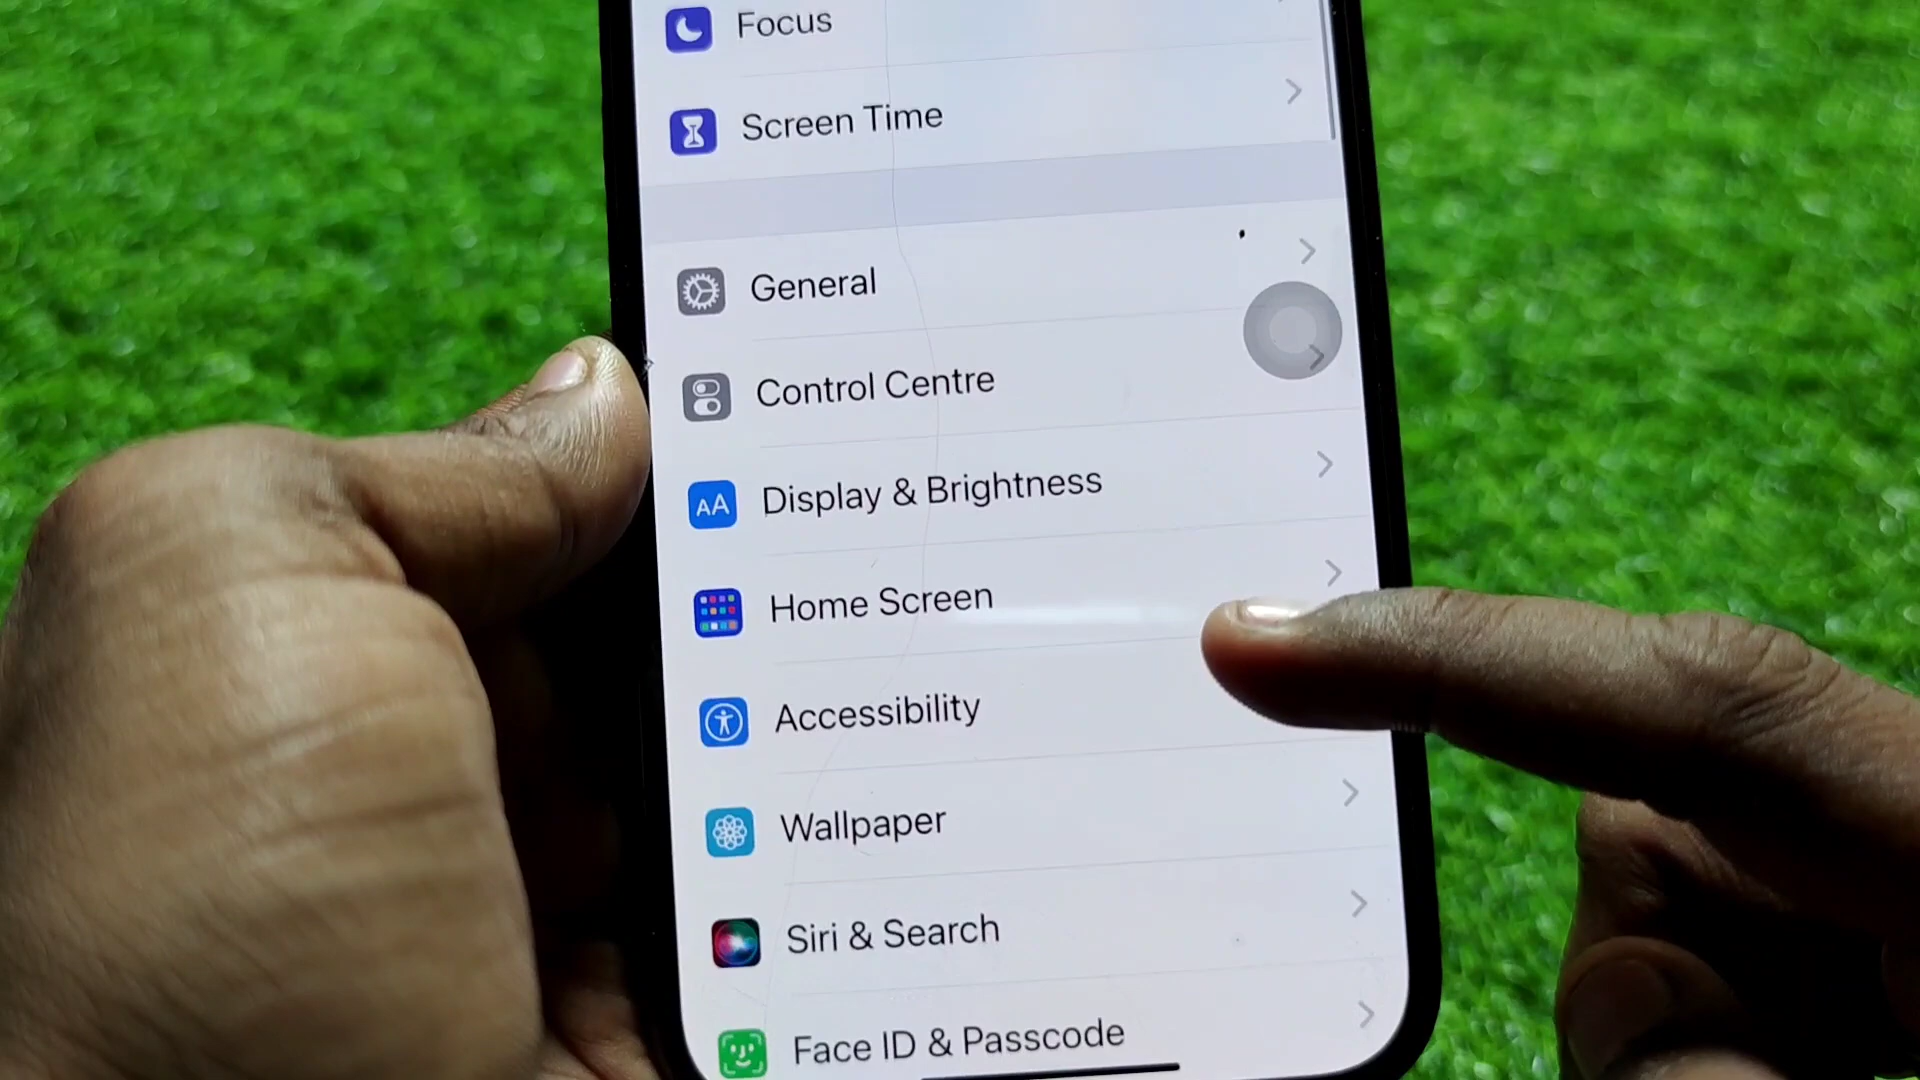 Focus
Screen Time
General
Control Centre
AA
Display & Brightness
Home Screen
Accessibility
Wallpaper
Siri & Search
Face ID & Passcode